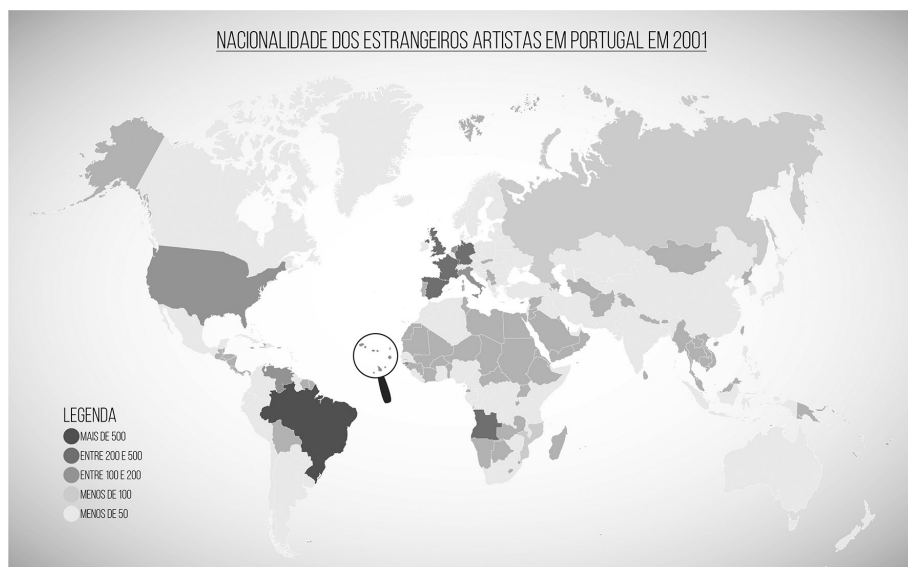 NACIONALIDADE DOS ESTRANGEIROS ARTISTAS EM PORTUGAL EM 2001
LEGENDA
MAIS DE 500
ENTRE 200 E 500
ENTRE 100 E 200
MENOS DE 100
MENOS DE 50